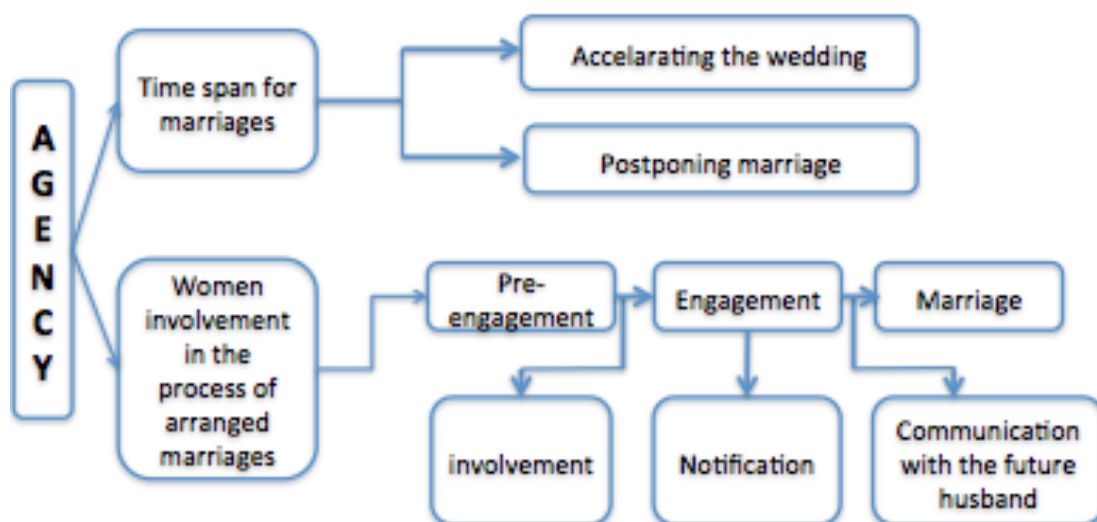 AGENCY
Time span for
marriages
Accelarating the wedding
Postponing marriage
Women
involvement
in the
process of
arranged
marriages
Pre-
engagement
Engagement
Marriage
involvement
Notification
Communication
with the future
husband